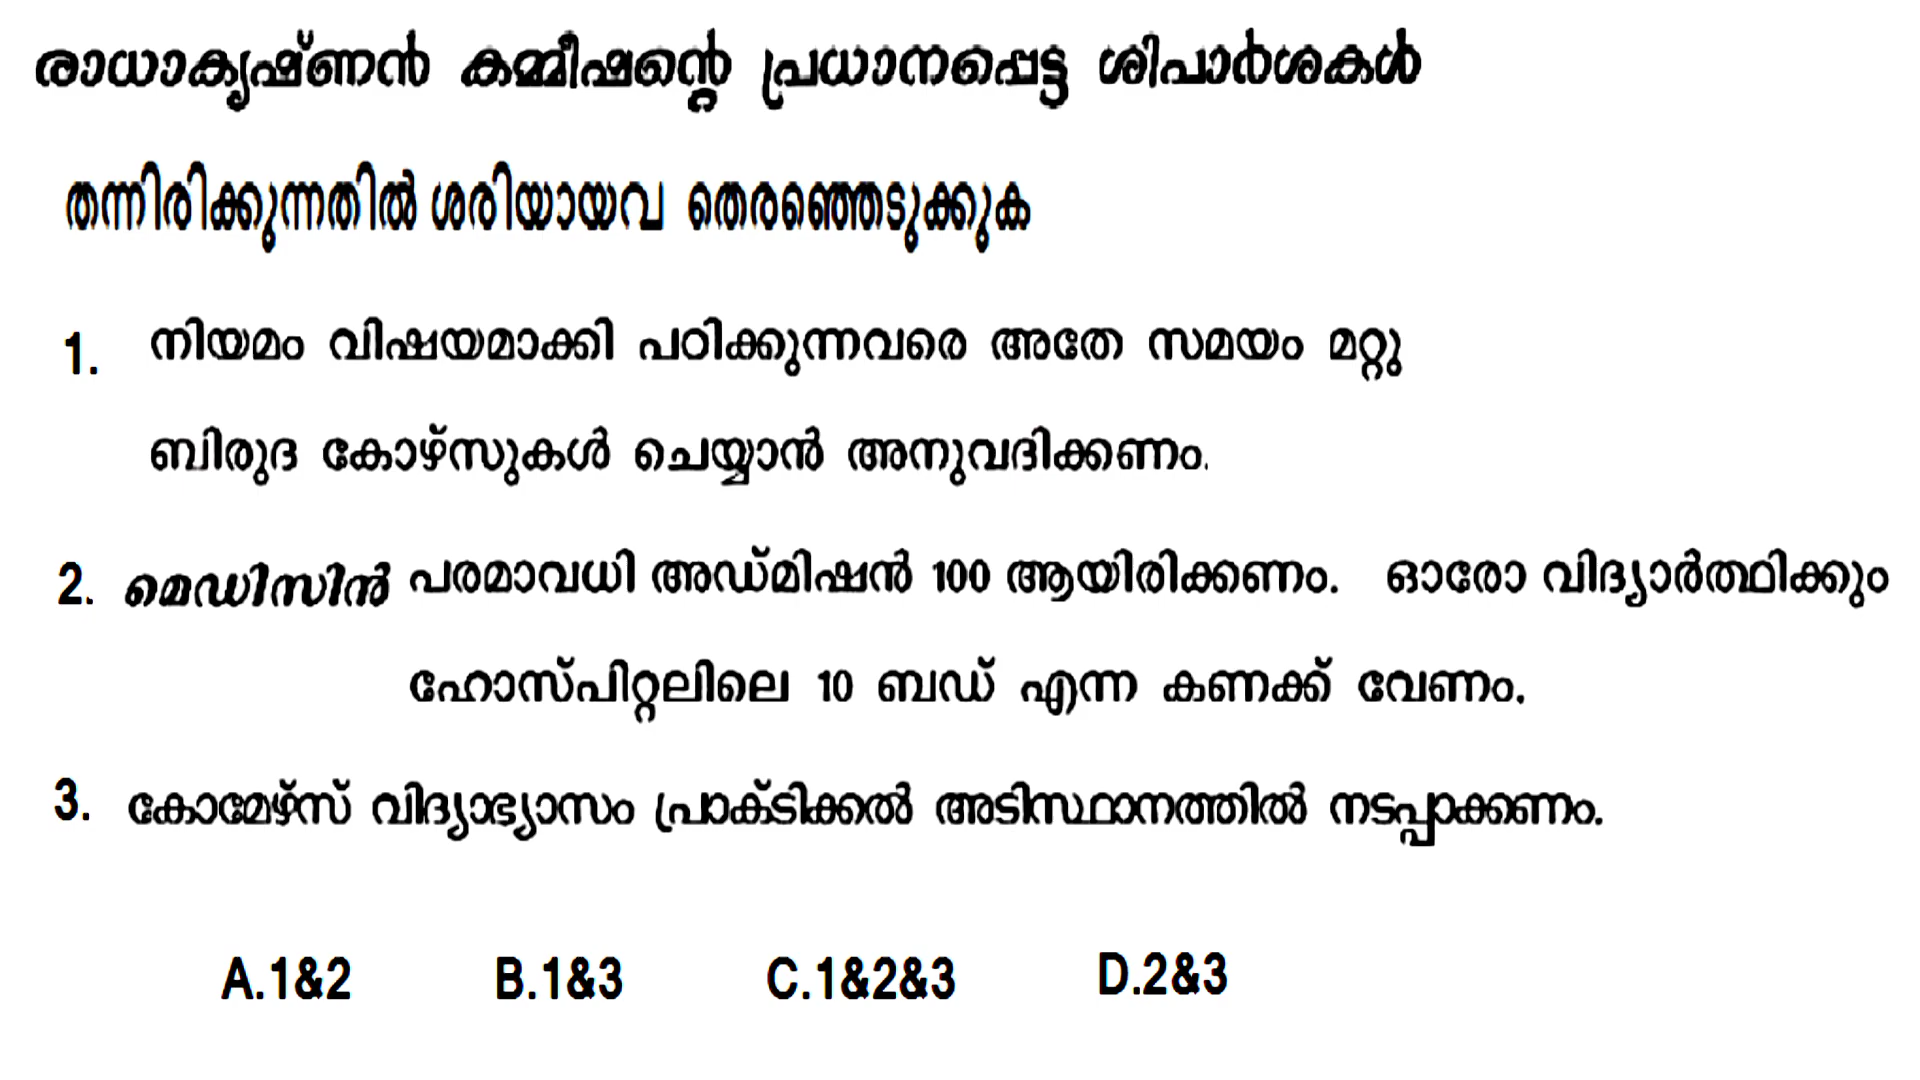 രാധാകൃഷ്ണൻ കമ്മീഷന്റെ പ്രധാനപ്പെട്ട ശിപാർശകൾ
തന്നിരിക്കുന്നതിൽ ശരിയായവ തെരഞ്ഞെടുക്കുക
1. നിയമം വിഷയമാക്കി പഠിക്കുന്നവരെ അതേ സമയം മറ്റു
ബിരുദ കോഴ്സുകൾ ചെയ്യാൻ അനുവദിക്കണം.
2. മെഡിസിൻ പരമാവധി അഡ്മിഷൻ 100 ആയിരിക്കണം. ഓരോ വിദ്യാർത്ഥിക്കും
ഹോസ്പിറ്റലിലെ 10 ബഡ് എന്ന കണക്ക് വേണം.
3. കോമേഴ്സ് വിദ്യാഭ്യാസം പ്രാക്ടിക്കൽ അടിസ്ഥാനത്തിൽ നടപ്പാക്കണം.
A.1&2 B.1&3 C.1&2&3 D.2&3